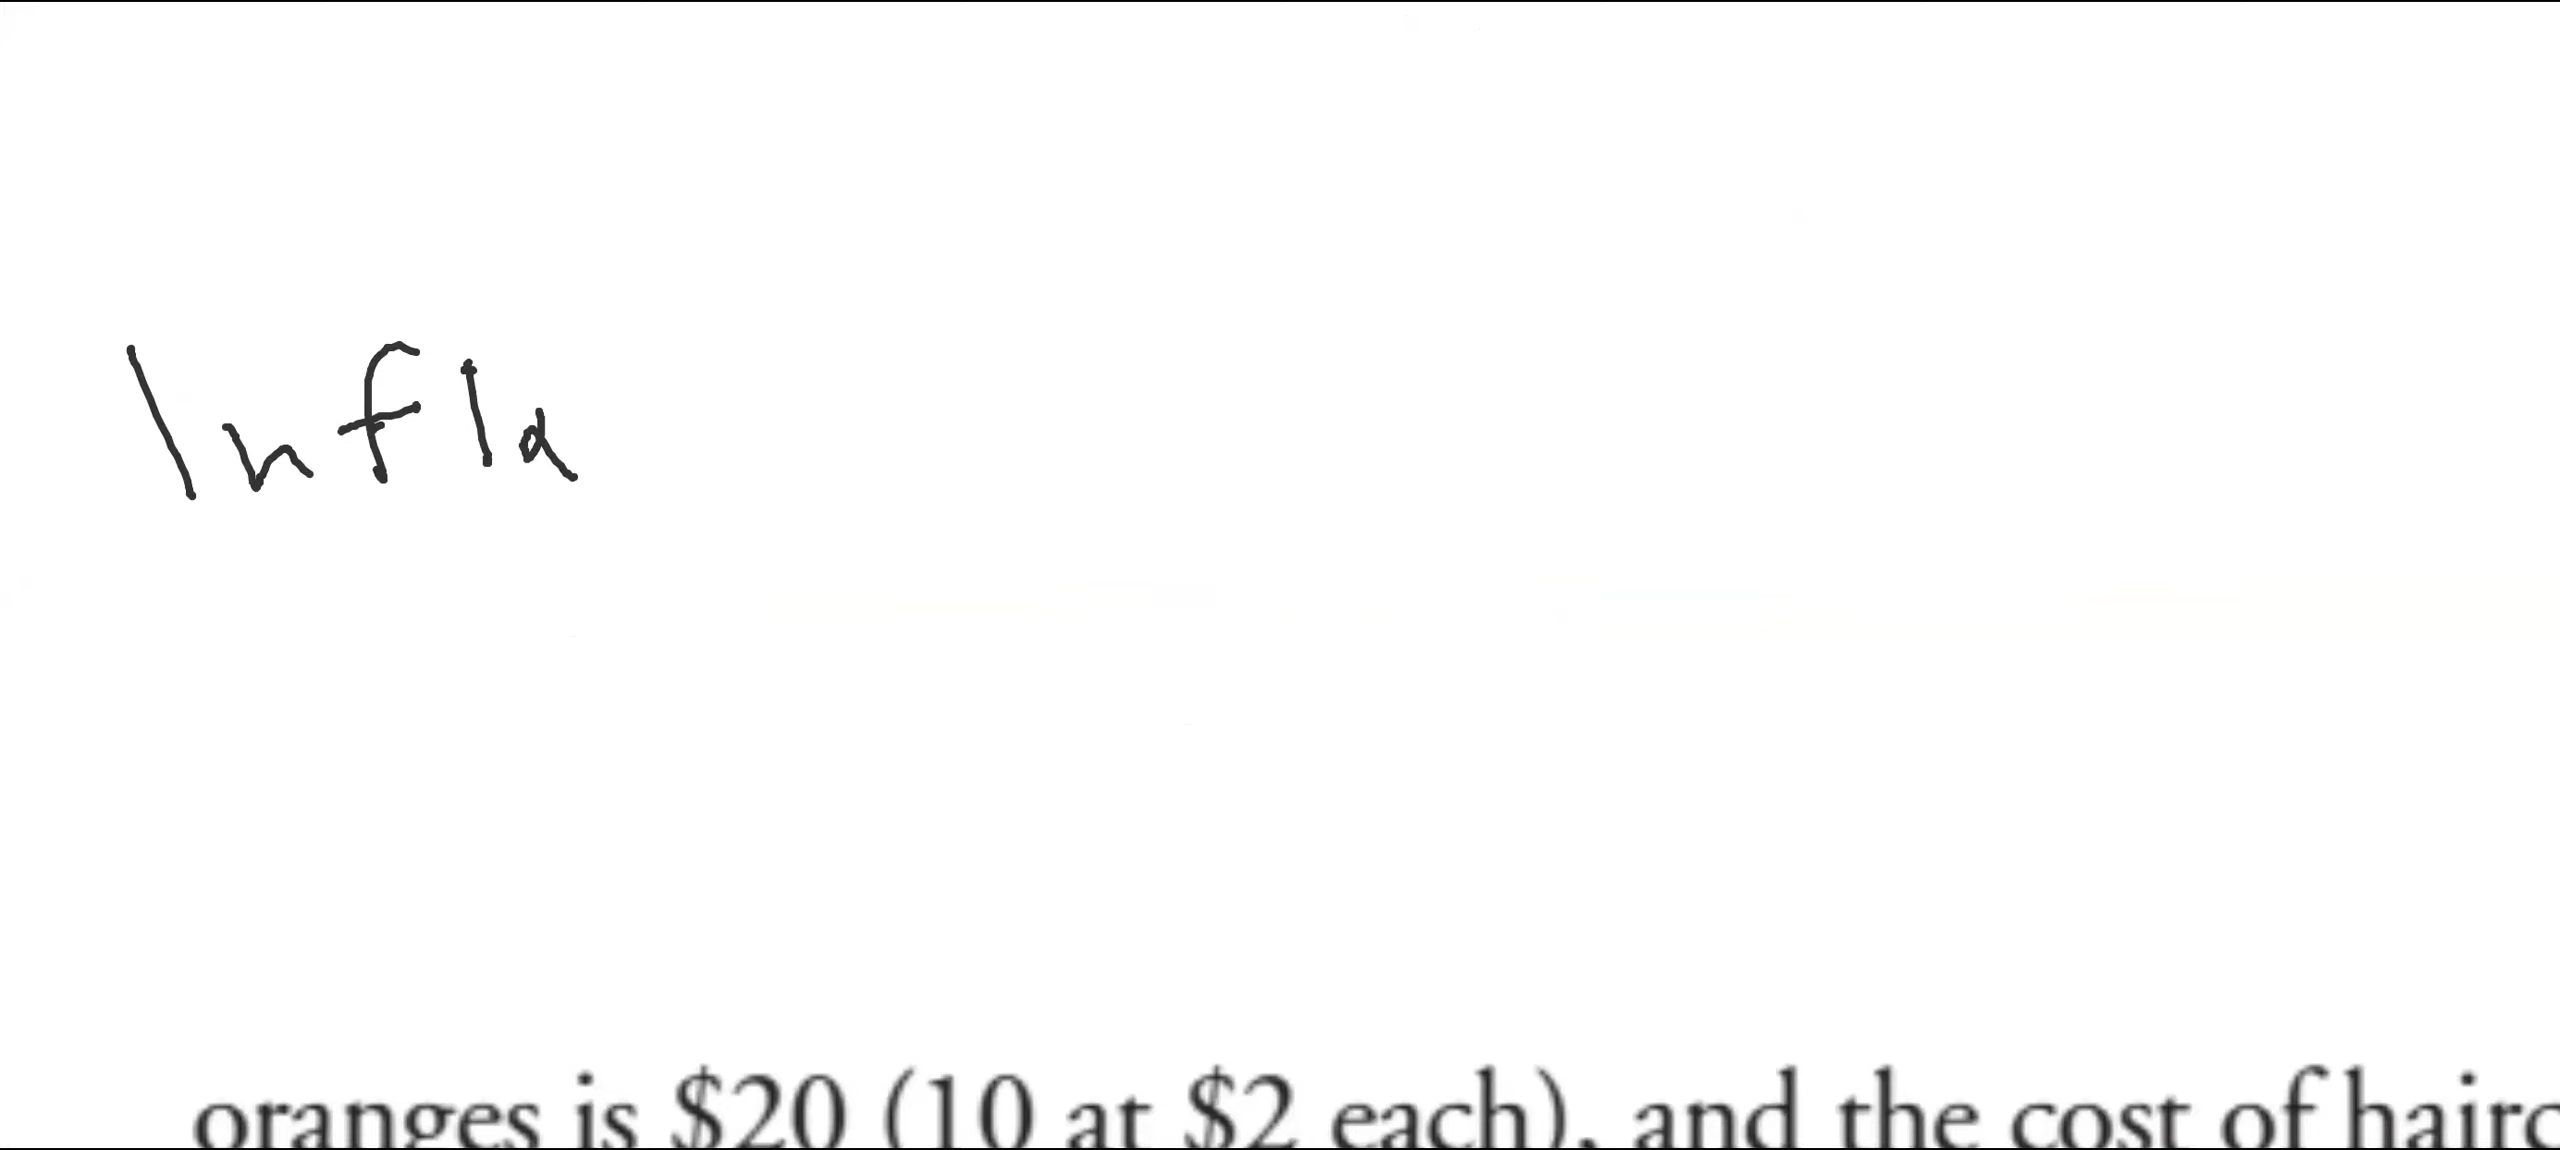 Infla
oranges is $20 (10 at $2 each), and the cost of hairc